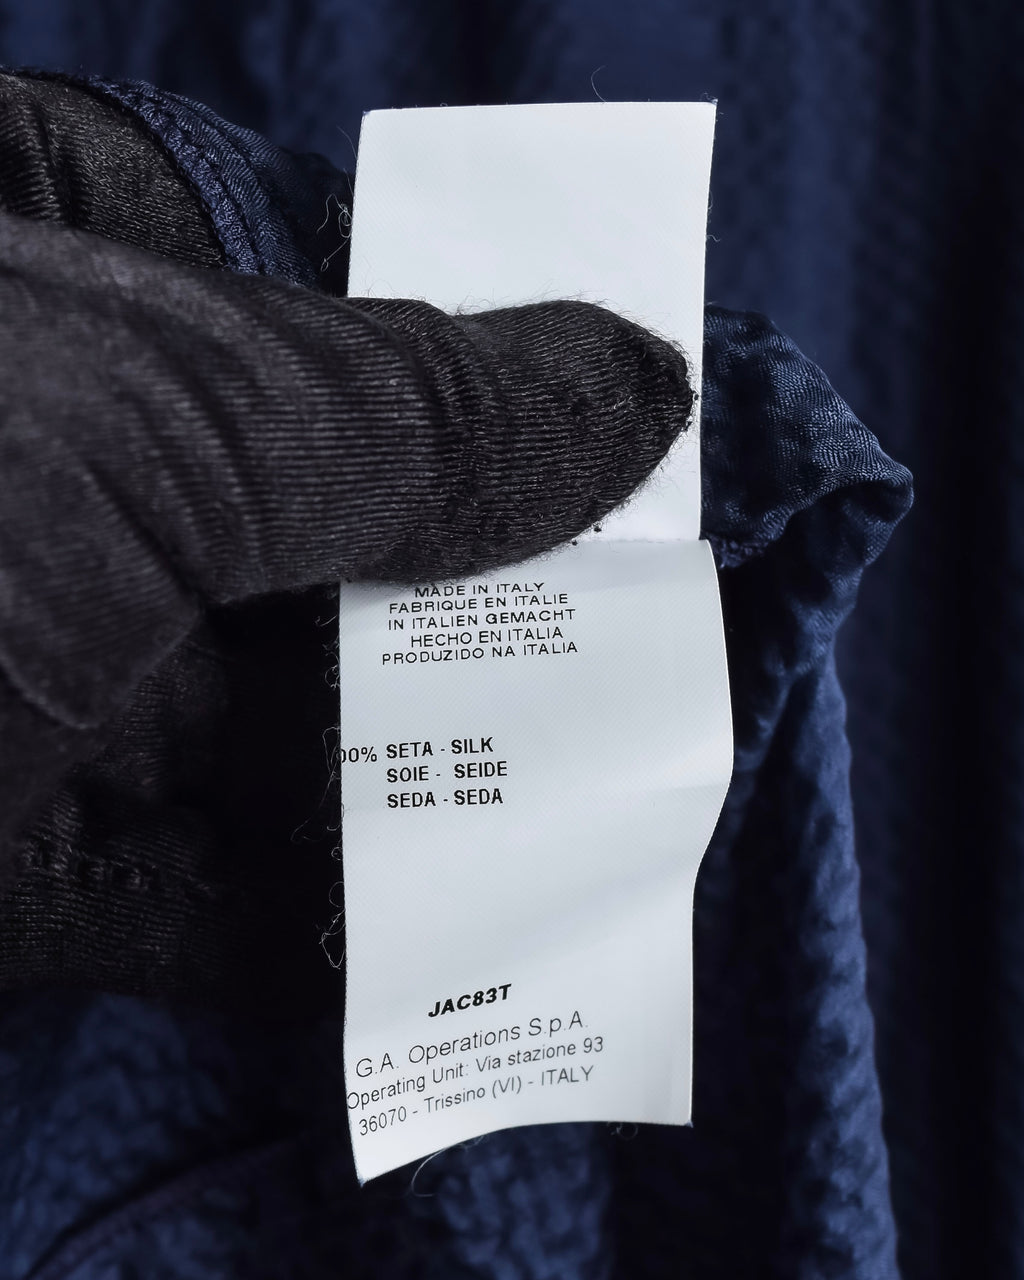 MADE IN ITALY
FABRIQUE EN ITALIE
IN ITALIEN GEMACHT
HECHO EN ITALIA
PRODUZIDO NA ITALIA
00% SETA - SILK
SOIE - SEIDE
SEDA - SEDA
JAC83T
G.A. Operations S.p.A.
Operating Unit: Via stazione 93
36070 - Trissino (VI) - ITALY